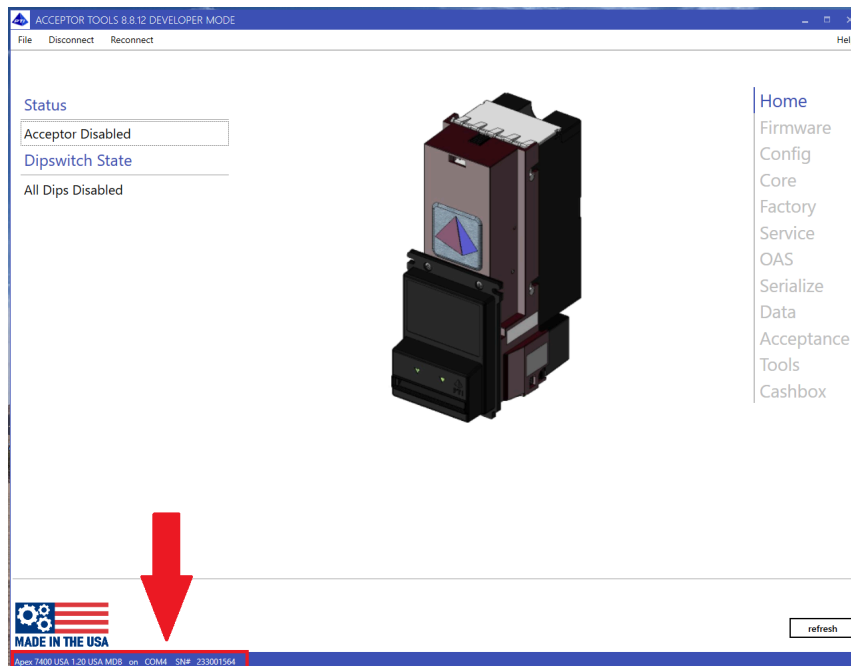 ACCEPTOR TOOLS 8.8.12 DEVELOPER MODE
File Disconnect Reconnect Hel
Status
Acceptor Disabled
Dipswitch State
All Dips Disabled
Home
Firmware
Config
Core
Factory
Service
OAS
Serialize
Data
Acceptance
Tools
Cashbox
MADE IN THE USA
refresh
Apex 7400 USA 1.20 USA MDB on COM4 SN# 233001564